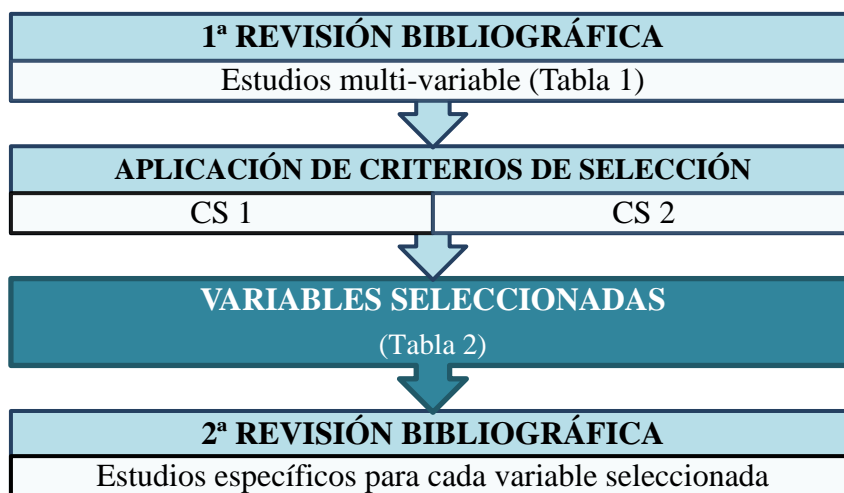 1ª REVISIÓN BIBLIOGRÁFICA
Estudios multi-variable (Tabla 1)
APLICACIÓN DE CRITERIOS DE SELECCIÓN
CS 1
CS 2
VARIABLES SELECCIONADAS
(Tabla 2)
2ª REVISIÓN BIBLIOGRÁFICA
Estudios específicos para cada variable seleccionada